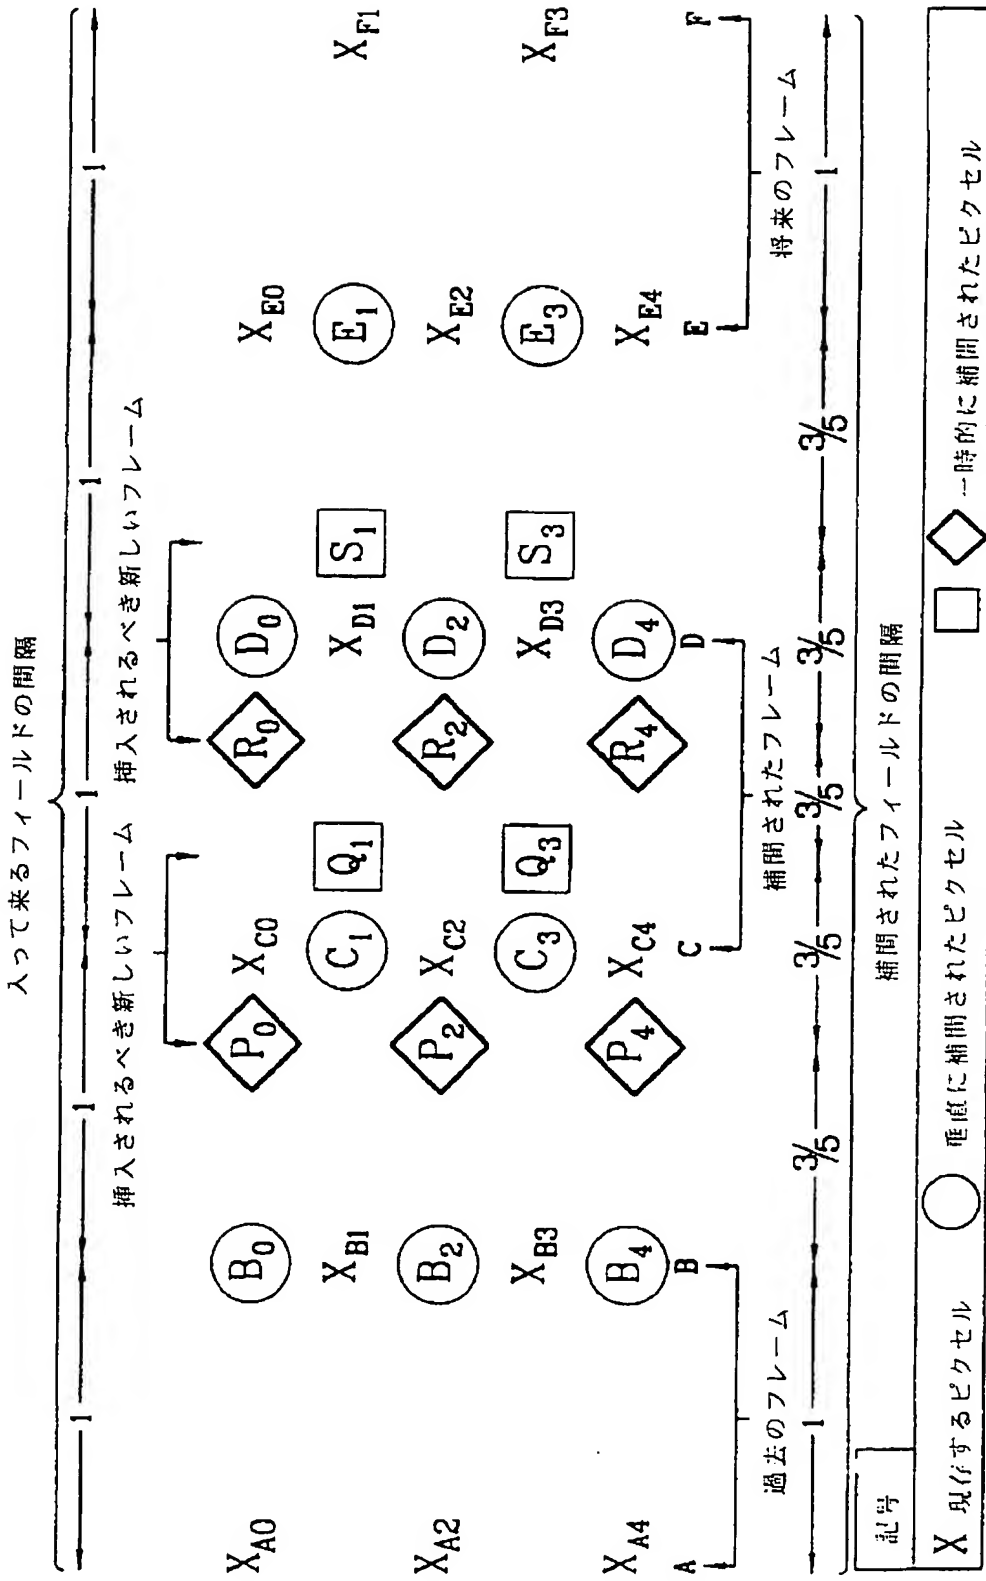 入って来るフィールドの間隔
1 1 1 1 1
挿入されるべき新しいフレーム 挿入されるべき新しいフレーム
X_A0 B_0 P_0 X_C0 R_0 D_0 X_E0
X_B1 C_1 Q_1 X_D1 S_1 E_1 X_F1
X_A2 B_2 P_2 X_C2 R_2 D_2 X_E2
X_B3 C_3 Q_3 X_D3 S_3 E_3 X_F3
X_A4 B_4 P_4 X_C4 R_4 D_4 X_E4
A B C D E F
過去のフレーム 補間されたフレーム 将来のフレーム
1 3/5 3/5 3/5 3/5 3/5 1
補間されたフィールドの間隔
記号
X 現存するピクセル 垂直に補間されたピクセル 一時的に補間されたピクセル